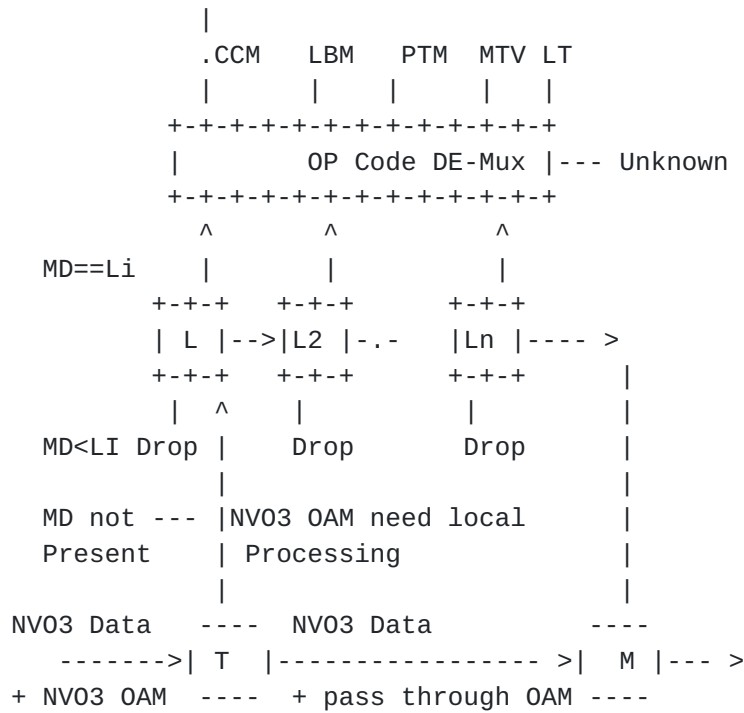 |
                .CCM   LBM   PTM  MTV LT
                |      |    |     |   |
              +-+-+-+-+-+-+-+-+-+-+-+-+
              |        OP Code DE-Mux |--- Unknown
              +-+-+-+-+-+-+-+-+-+-+-+-+
                ^       ^          ^
      MD==Li    |       |          |
             +-+-+   +-+-+      +-+-+
             | L |-->|L2 |-.-   |Ln |---- >
             +-+-+   +-+-+      +-+-+      |
              |  ^    |          |         |
      MD<LI Drop |    Drop       Drop      |
                 |                         |
      MD not --- |NVO3 OAM need local      |
      Present    | Processing              |
                 |                         |
    NVO3 Data   ----  NVO3 Data          ----
       ------->| T  |----------------- >|  M |--- >
    + NVO3 OAM  ----  + pass through OAM ----